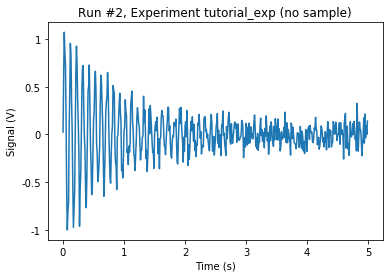 Run #2, Experiment tutorial_exp (no sample)
Signal (V)
1
0.5
0
-0.5
-1
0 1 2 3 4 5
Time (s)